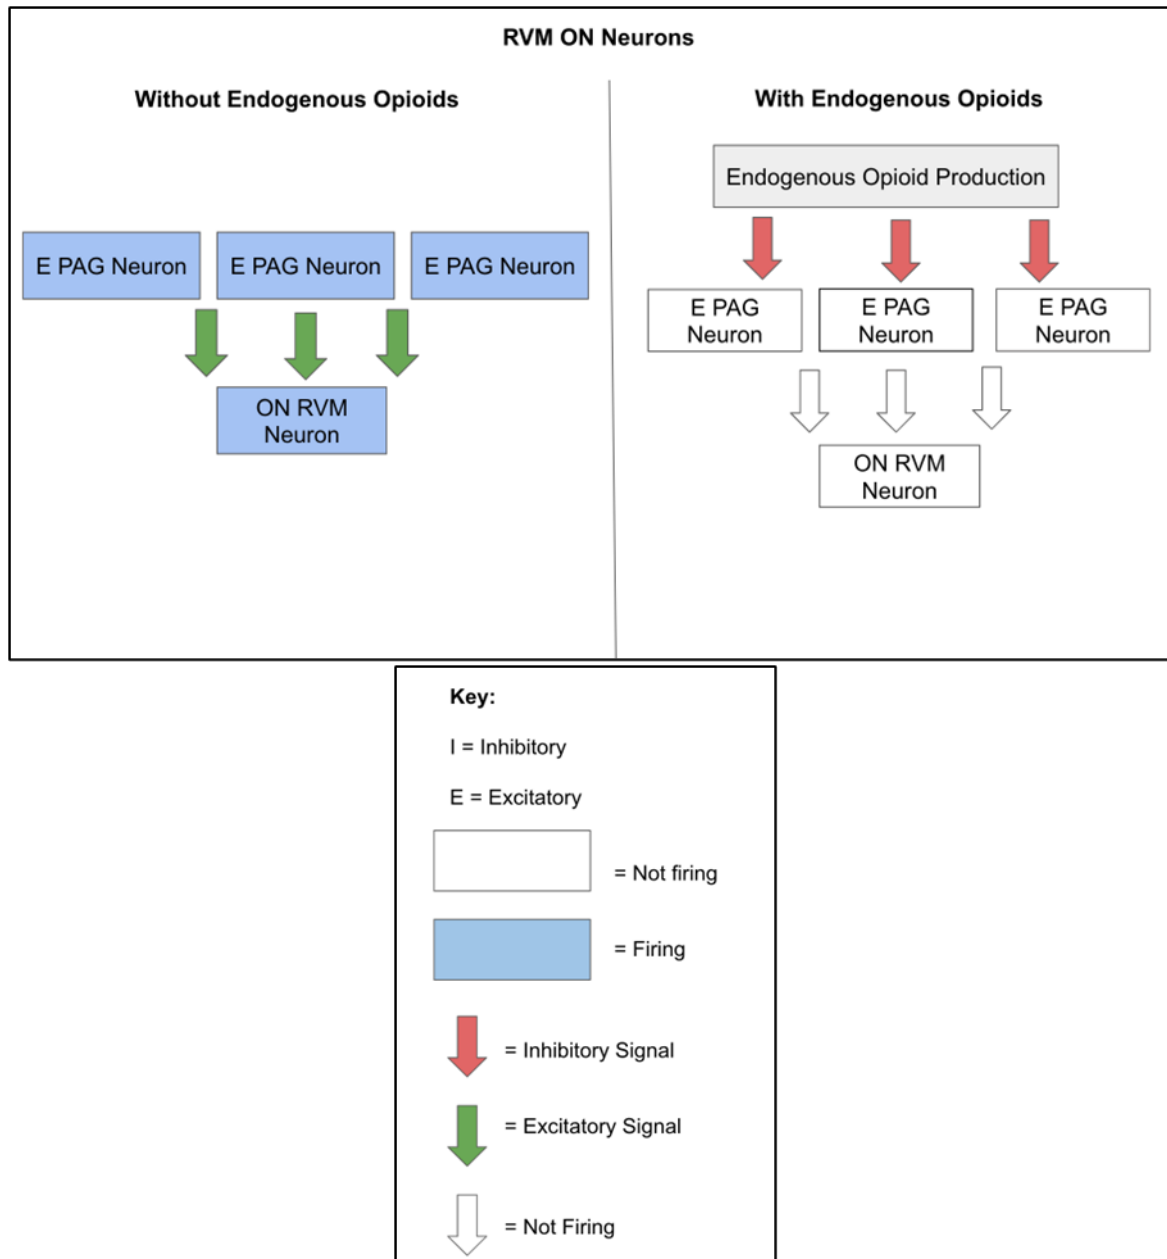 RVM ON Neurons
Without Endogenous Opioids
E PAG Neuron
E PAG Neuron
E PAG Neuron
ON RVM
Neuron
With Endogenous Opioids
Endogenous Opioid Production
E PAG
Neuron
E PAG
Neuron
E PAG
Neuron
ON RVM
Neuron
Key:
I = Inhibitory
E = Excitatory
= Not firing
= Firing
= Inhibitory Signal
= Excitatory Signal
= Not Firing